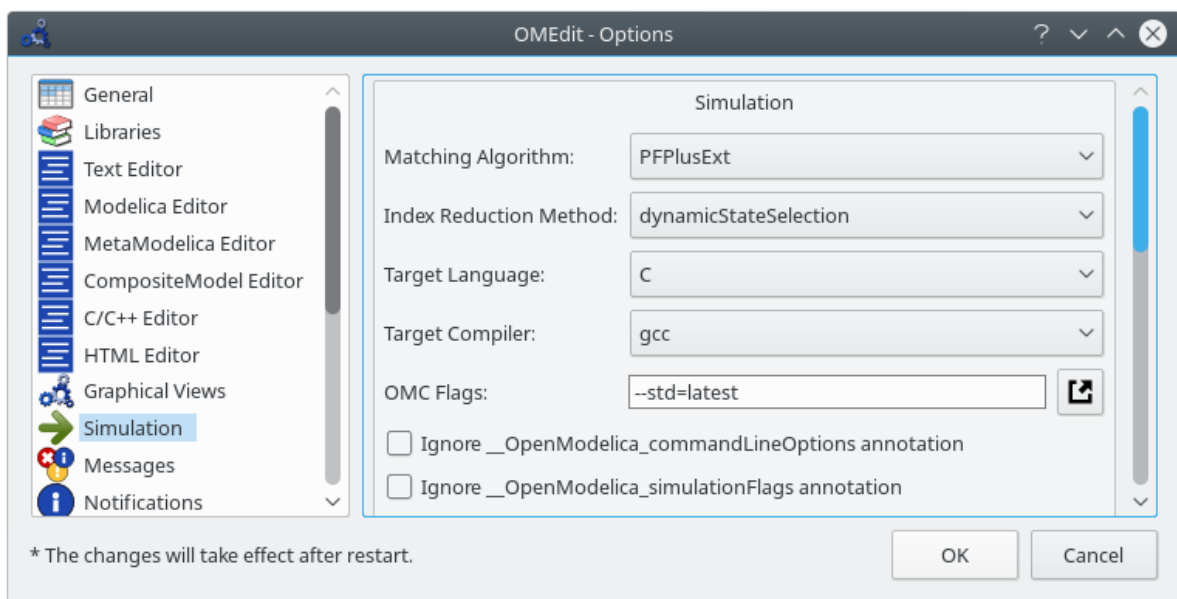 OMEdit - Options
General
Libraries
Text Editor
Modelica Editor
MetaModelica Editor
CompositeModel Editor
C/C++ Editor
HTML Editor
Graphical Views
Simulation
Messages
Notifications
Simulation
Matching Algorithm: PFPlusExt
Index Reduction Method: dynamicStateSelection
Target Language: C
Target Compiler: gcc
OMC Flags: --std=latest
Ignore __OpenModelica_commandLineOptions annotation
Ignore __OpenModelica_simulationFlags annotation
* The changes will take effect after restart.
OK Cancel